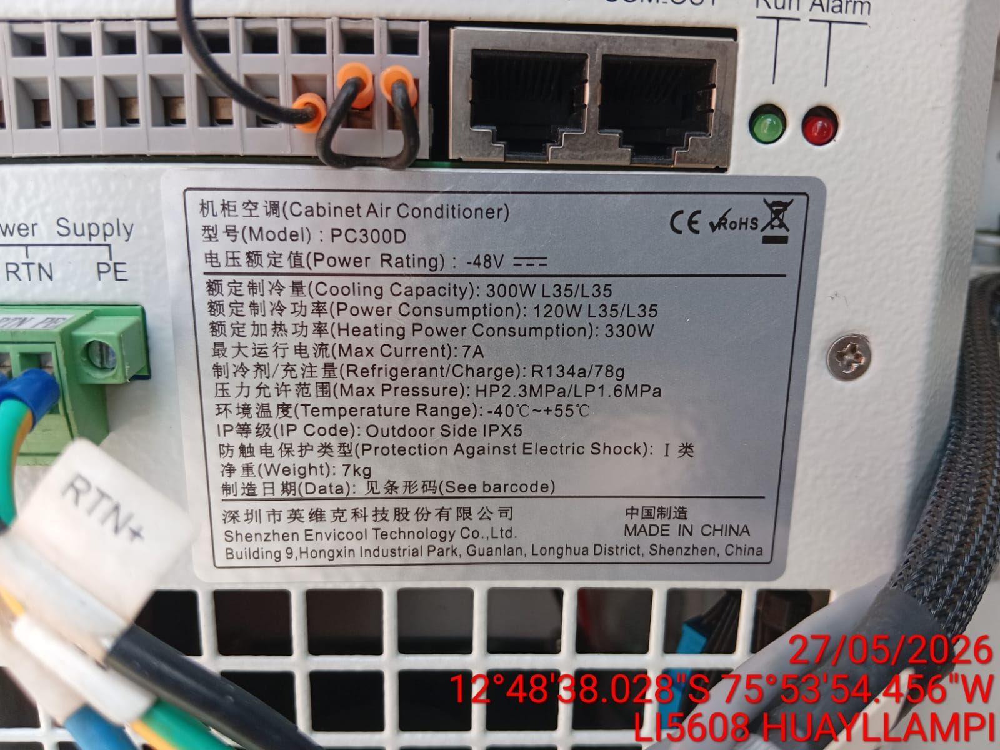 COM-OUT
Run Alarm
wer Supply
RTN PE
RTN PE
机柜空调(Cabinet Air Conditioner)
CE RoHS
型号(Model) : PC300D
电压额定值(Power Rating) : -48V
额定制冷量(Cooling Capacity): 300W L35/L35
额定制冷功率(Power Consumption): 120W L35/L35
额定加热功率(Heating Power Consumption): 330W
最大运行电流(Max Current): 7A
制冷剂/充注量(Refrigerant/Charge): R134a/78g
压力允许范围(Max Pressure): HP2.3MPa/LP1.6MPa
环境温度(Temperature Range): -40℃~+55℃
IP等级(IP Code): Outdoor Side IPX5
防触电保护类型(Protection Against Electric Shock): I 类
净重(Weight): 7kg
制造日期(Data): 见条形码(See barcode)
深圳市英维克科技股份有限公司
中国制造
Shenzhen Envicool Technology Co.,Ltd.
MADE IN CHINA
Building 9,Hongxin Industrial Park, Guanlan, Longhua District, Shenzhen, China
RTN+
27/05/2026
12°48'38.028"S 75°53'54.456"W
LI5608 HUAYLLAMPI